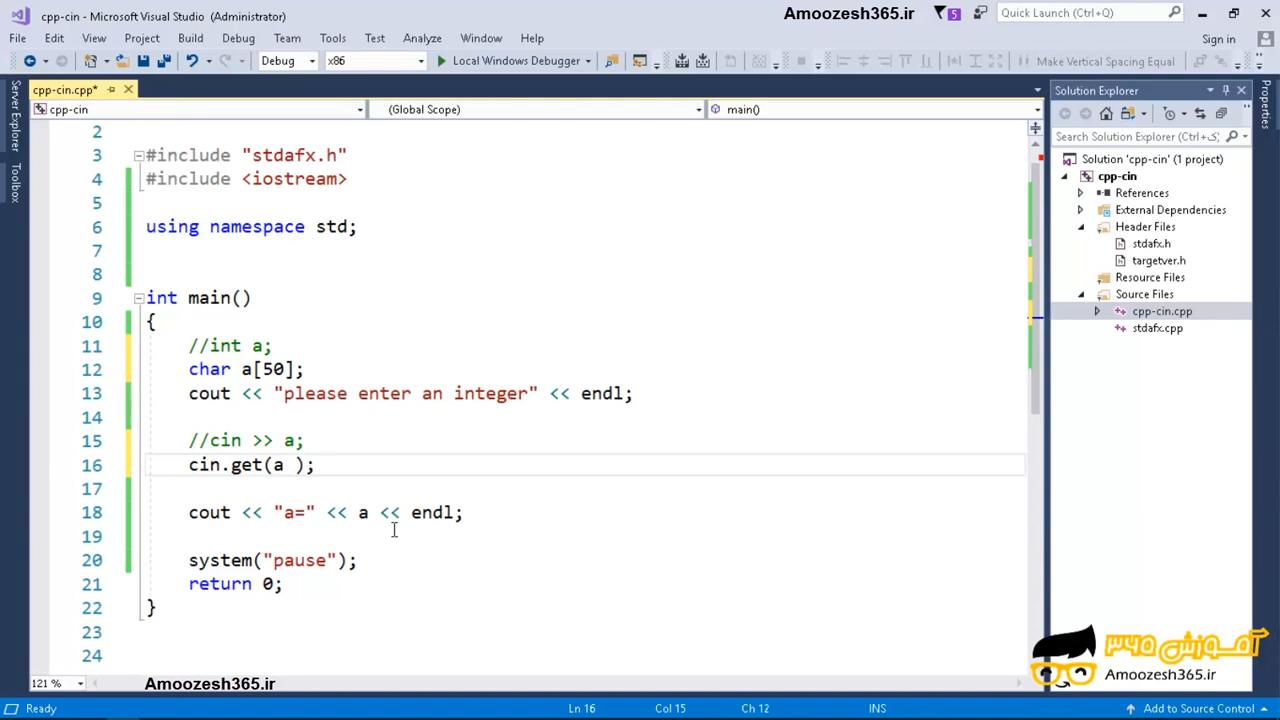 cpp-cin - Microsoft Visual Studio (Administrator)
Amoozesh365.ir
5
Quick Launch (Ctrl+Q)
File Edit View Project Build Debug Team Tools Test Analyze Window Help
Sign in
Debug x86 Local Windows Debugger Make Vertical Spacing Equal
cpp-cin.cpp*
cpp-cin (Global Scope) main()
Server Explorer
Toolbox
2
3 #include "stdafx.h"
4 #include <iostream>
5
6 using namespace std;
7
8
9 int main()
10 {
11 //int a;
12 char a[50];
13 cout << "please enter an integer" << endl;
14
15 //cin >> a;
16 cin.get(a );
17
18 cout << "a=" << a << endl;
19
20 system("pause");
21 return 0;
22 }
23
24
121 %
Amoozesh365.ir
Solution Explorer
Search Solution Explorer (Ctrl+ک)
Solution 'cpp-cin' (1 project)
cpp-cin
References
External Dependencies
Header Files
stdafx.h
targetver.h
Resource Files
Source Files
cpp-cin.cpp
stdafx.cpp
Properties
آموزش ۳۶۵
Amoozesh365.ir
Ready Ln 16 Col 15 Ch 12 INS Add to Source Control